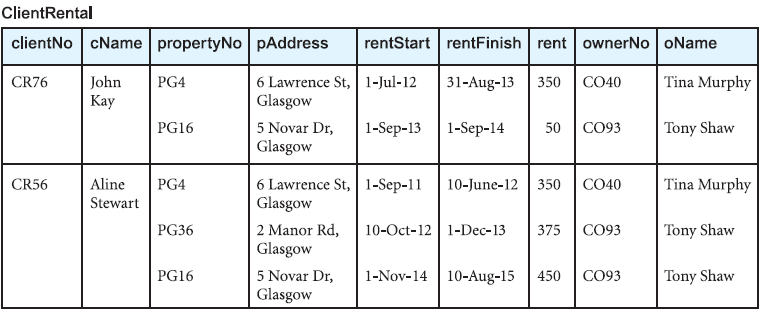 ClientRental
clientNo cName propertyNo pAddress rentStart rentFinish rent ownerNo oName
CR76 John PG4 6 Lawrence St, 1-Jul-12 31-Aug-13 350 CO40 Tina Murphy
Kay Glasgow
PG16 5 Novar Dr, 1-Sep-13 1-Sep-14 50 CO93 Tony Shaw
Glasgow
CR56 Aline PG4 6 Lawrence St, 1-Sep-11 10-June-12 350 CO40 Tina Murphy
Stewart Glasgow
PG36 2 Manor Rd, 10-Oct-12 1-Dec-13 375 CO93 Tony Shaw
Glasgow
PG16 5 Novar Dr, 1-Nov-14 10-Aug-15 450 CO93 Tony Shaw
Glasgow